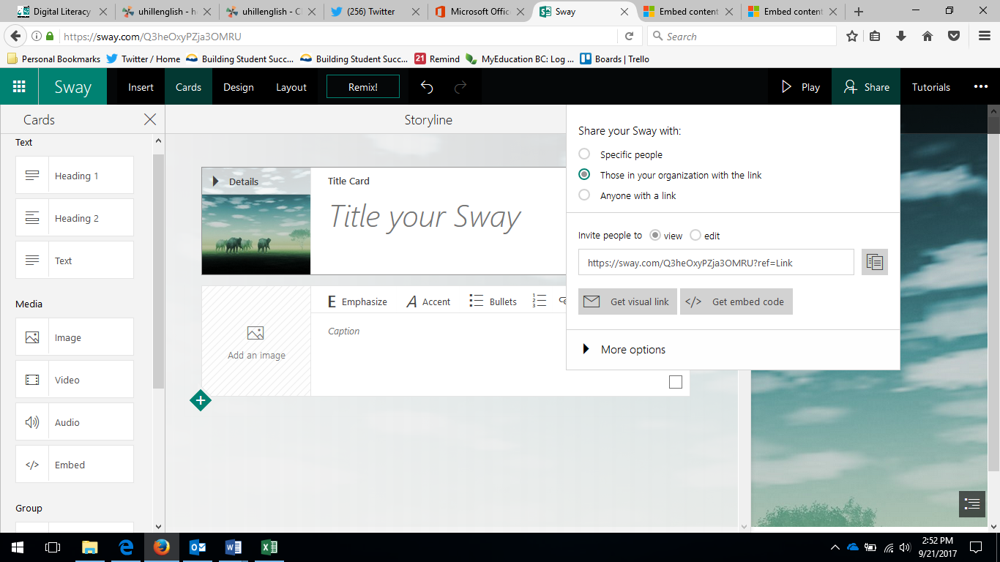 Digital Literacy
uhillenglish - h
uhillenglish - C
(256) Twitter
Microsoft Offic
Sway
Embed content
Embed content
https://sway.com/Q3heOxyPZja3OMRU
Search
Personal Bookmarks
Twitter / Home
Building Student Succ...
Building Student Succ...
21 Remind
MyEducation BC: Log ...
Boards | Trello
Sway
Insert
Cards
Design
Layout
Remix!
Play
Share
Tutorials
Cards
Text
Heading 1
Heading 2
Text
Media
Image
Video
Audio
Embed
Group
Storyline
Details
Title Card
Title your Sway
E Emphasize
A Accent
Bullets
Add an image
Caption
Share your Sway with:
Specific people
Those in your organization with the link
Anyone with a link
Invite people to view edit
https://sway.com/Q3heOxyPZja3OMRU?ref=Link
Get visual link
</> Get embed code
More options
2:52 PM
9/21/2017